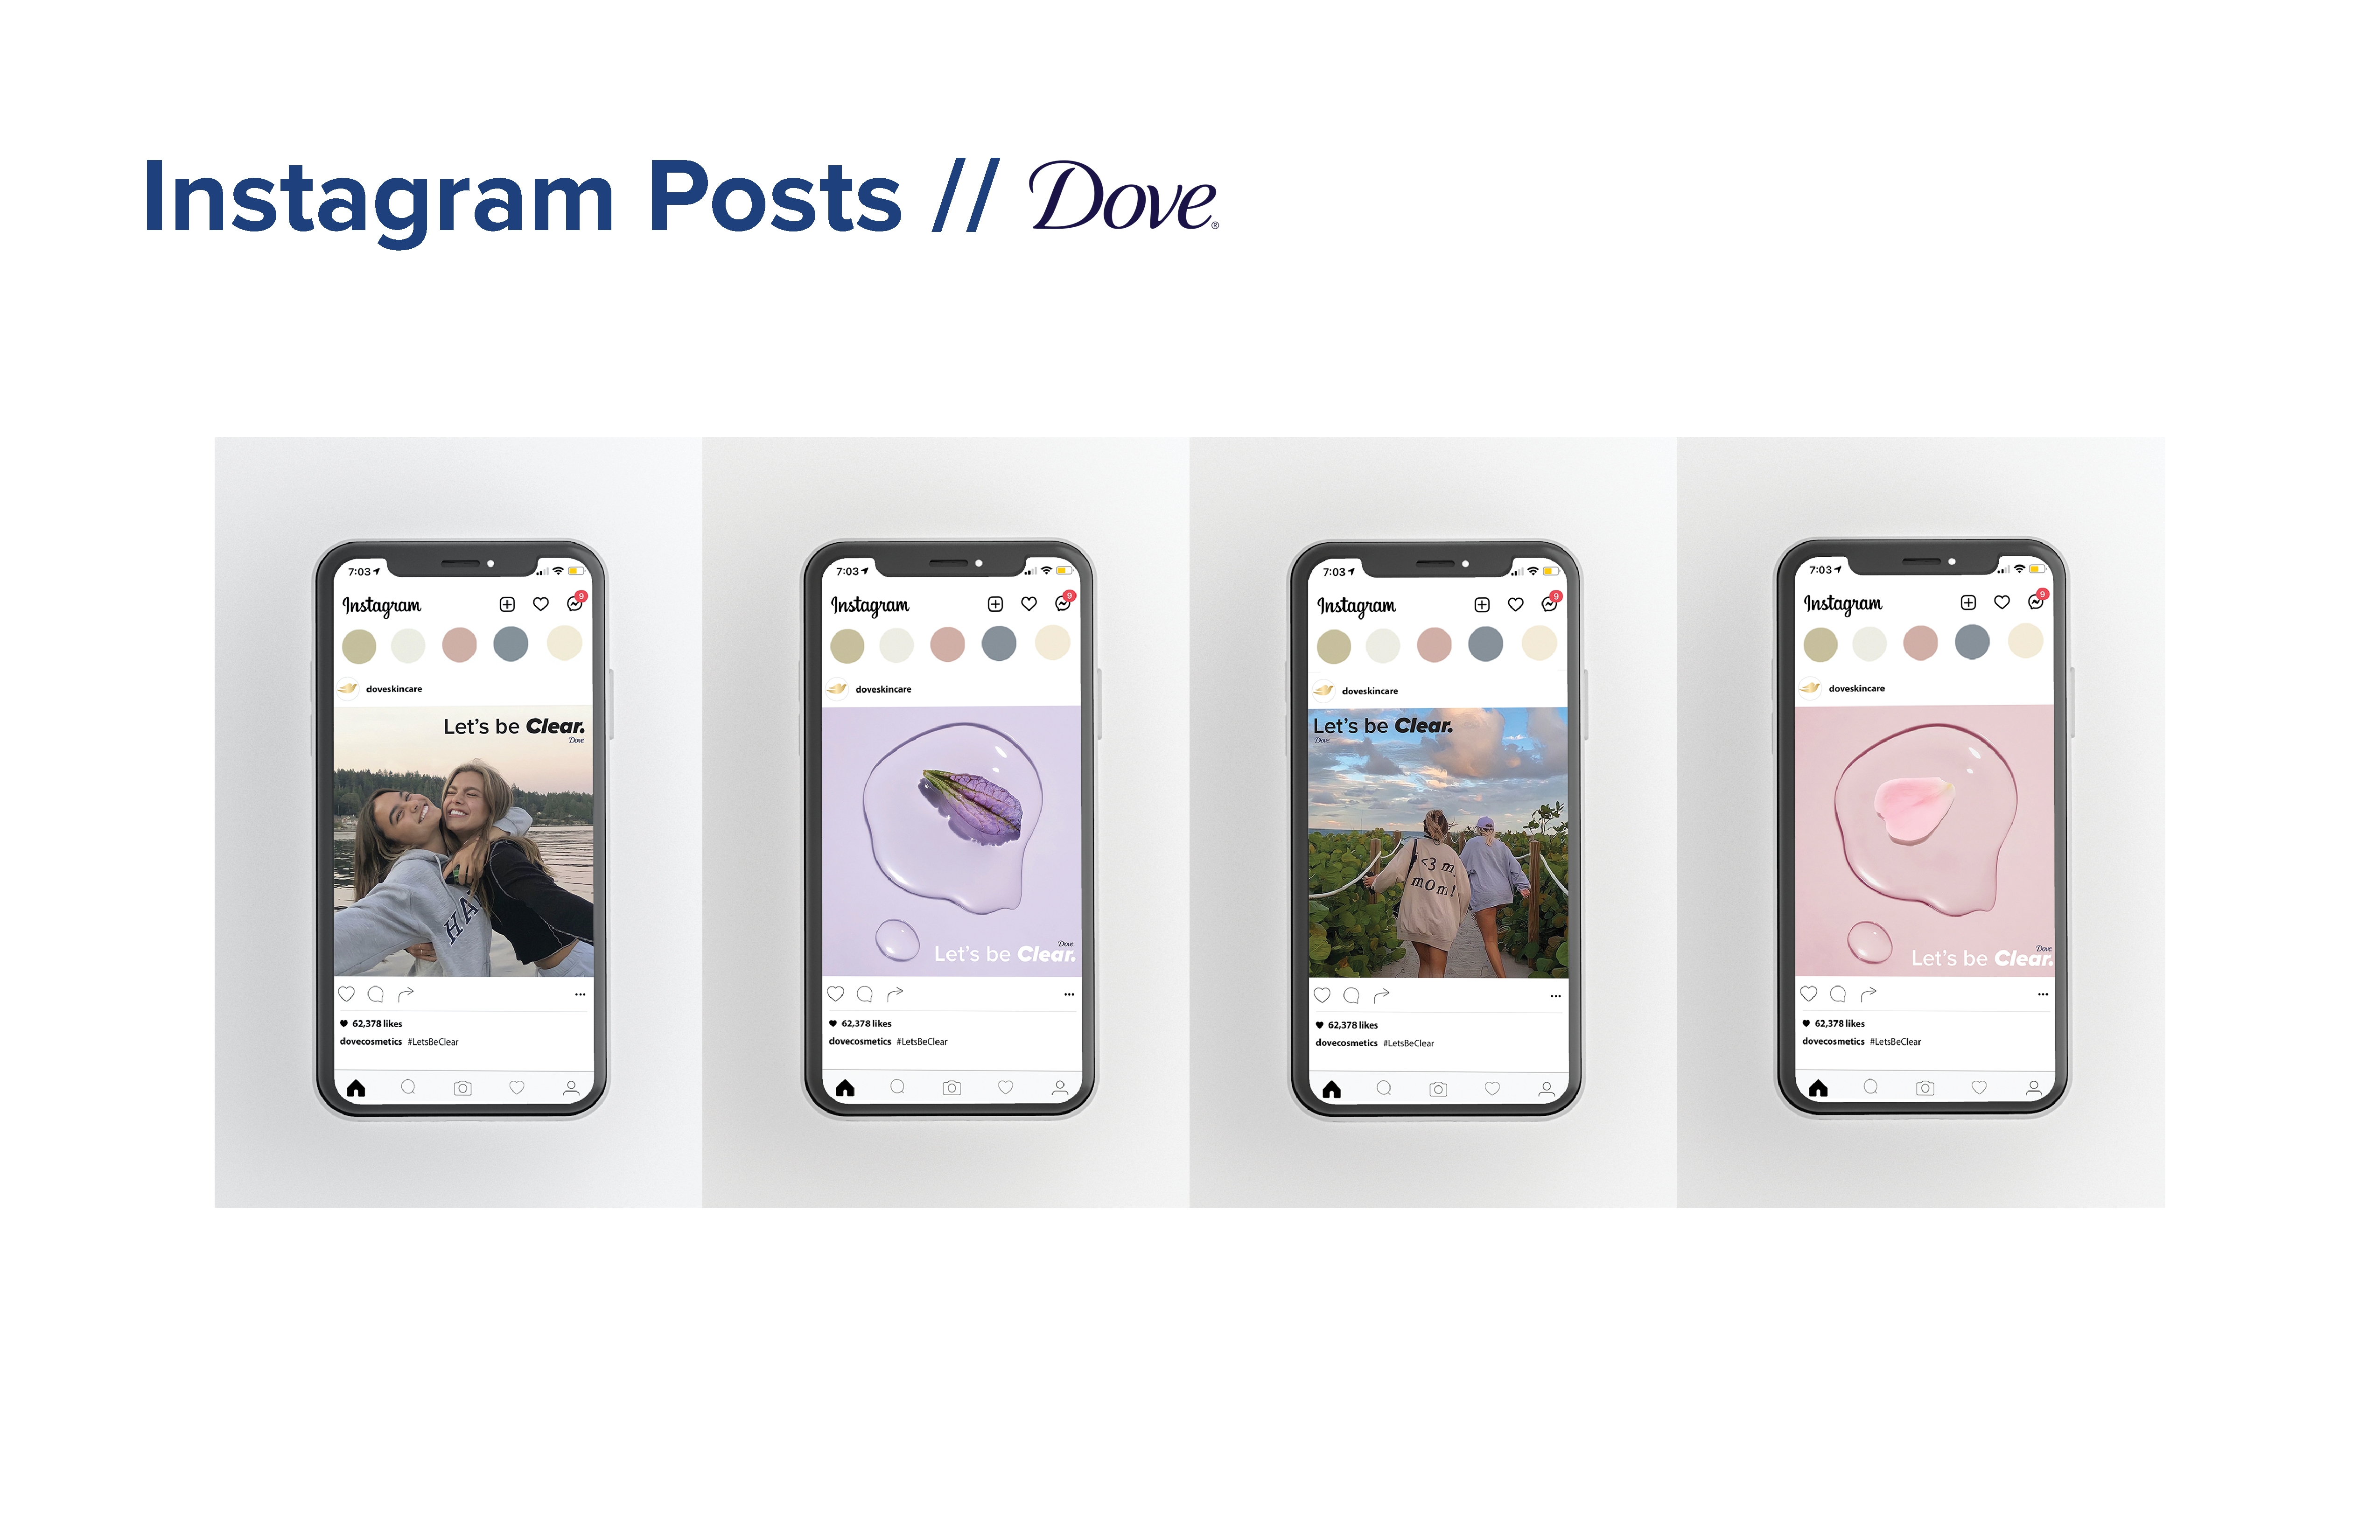 Instagram Posts // Dove®
7:03
Instagram
9
doveskincare
Let's be Clear.
Dove
HA
62,378 likes
dovecosmetics #LetsBeClear
7:03
Instagram
9
doveskincare
Dove
Let's be Clear.
62,378 likes
dovecosmetics #LetsBeClear
7:03
Instagram
9
doveskincare
Let's be Clear.
Dove
<3 m
mOm!
62,378 likes
dovecosmetics #LetsBeClear
7:03
Instagram
9
doveskincare
Dove
Let's be Clear.
62,378 likes
dovecosmetics #LetsBeClear